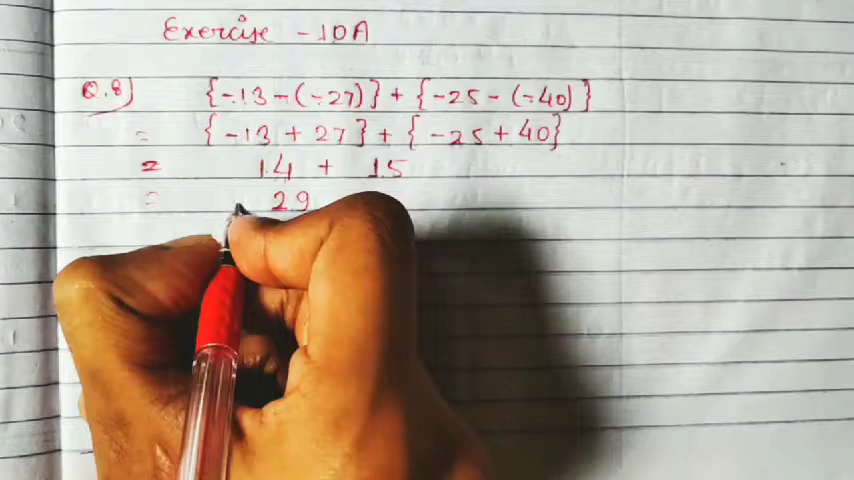 Exercise - 10A
Q.8) {-13-(-27)} + {-25-(-40)}
= {-13 + 27} + {-25 + 40}
= 14 + 15
= 29